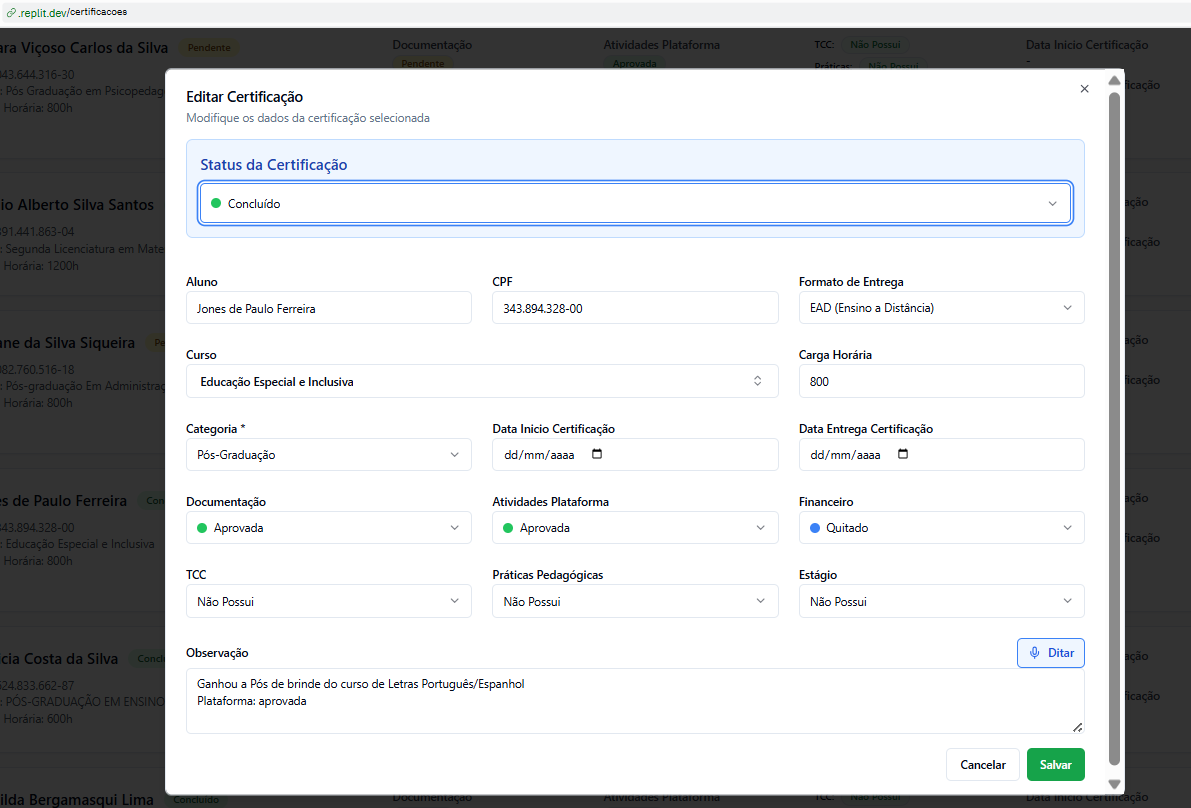 .replit.dev/certificacoes
ara Viçoso Carlos da Silva Pendente Documentação Atividades Plataforma TCC: Não Possui Data Inicio Certificação
343.644.316-30 Pendente Aprovada Práticas: Não Possui -
: Pós Graduação em Psicopedag
Horária: 800h
Editar Certificação
Modifique os dados da certificação selecionada
Status da Certificação
Concluído
io Alberto Silva Santos
391.441.863-04
: Segunda Licenciatura em Mate
Horária: 1200h
Aluno CPF Formato de Entrega
Jones de Paulo Ferreira 343.894.328-00 EAD (Ensino a Distância)
ane da Silva Siqueira Pe
082.760.516-18
: Pós-graduação Em Administraç
Horária: 800h
Curso Carga Horária
Educação Especial e Inclusiva 800
Categoria * Data Inicio Certificação Data Entrega Certificação
Pós-Graduação dd/mm/aaaa dd/mm/aaaa
es de Paulo Ferreira Con
343.894.328-00
: Educação Especial e Inclusiva
Horária: 800h
Documentação Atividades Plataforma Financeiro
Aprovada Aprovada Quitado
TCC Práticas Pedagógicas Estágio
Não Possui Não Possui Não Possui
icia Costa da Silva Conclu
624.833.662-87
: PÓS-GRADUAÇÃO EM ENSINO
Horária: 600h
Observação Ditar
Ganhou a Pós de brinde do curso de Letras Português/Espanhol
Plataforma: aprovada
Cancelar Salvar
ilda Bergamasqui Lima Concluído Documentação Atividades Plataforma TCC: Não Possui Data Inicio Certificação